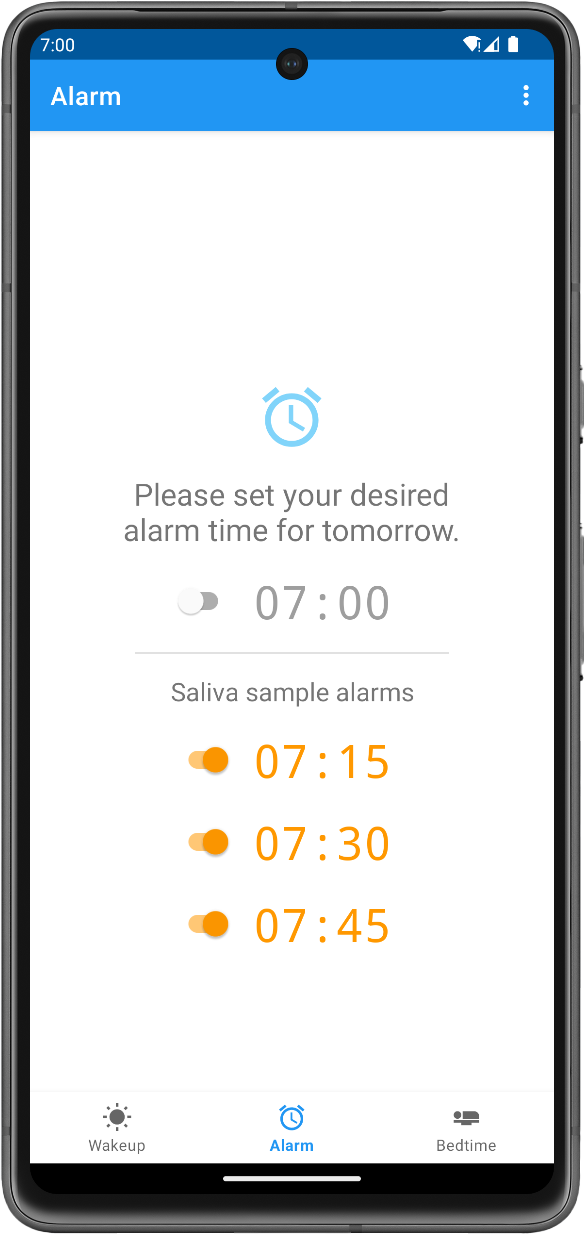 7:00
Alarm
Please set your desired
alarm time for tomorrow.
07:00
Saliva sample alarms
07:15
07:30
07:45
Wakeup
Alarm
Bedtime